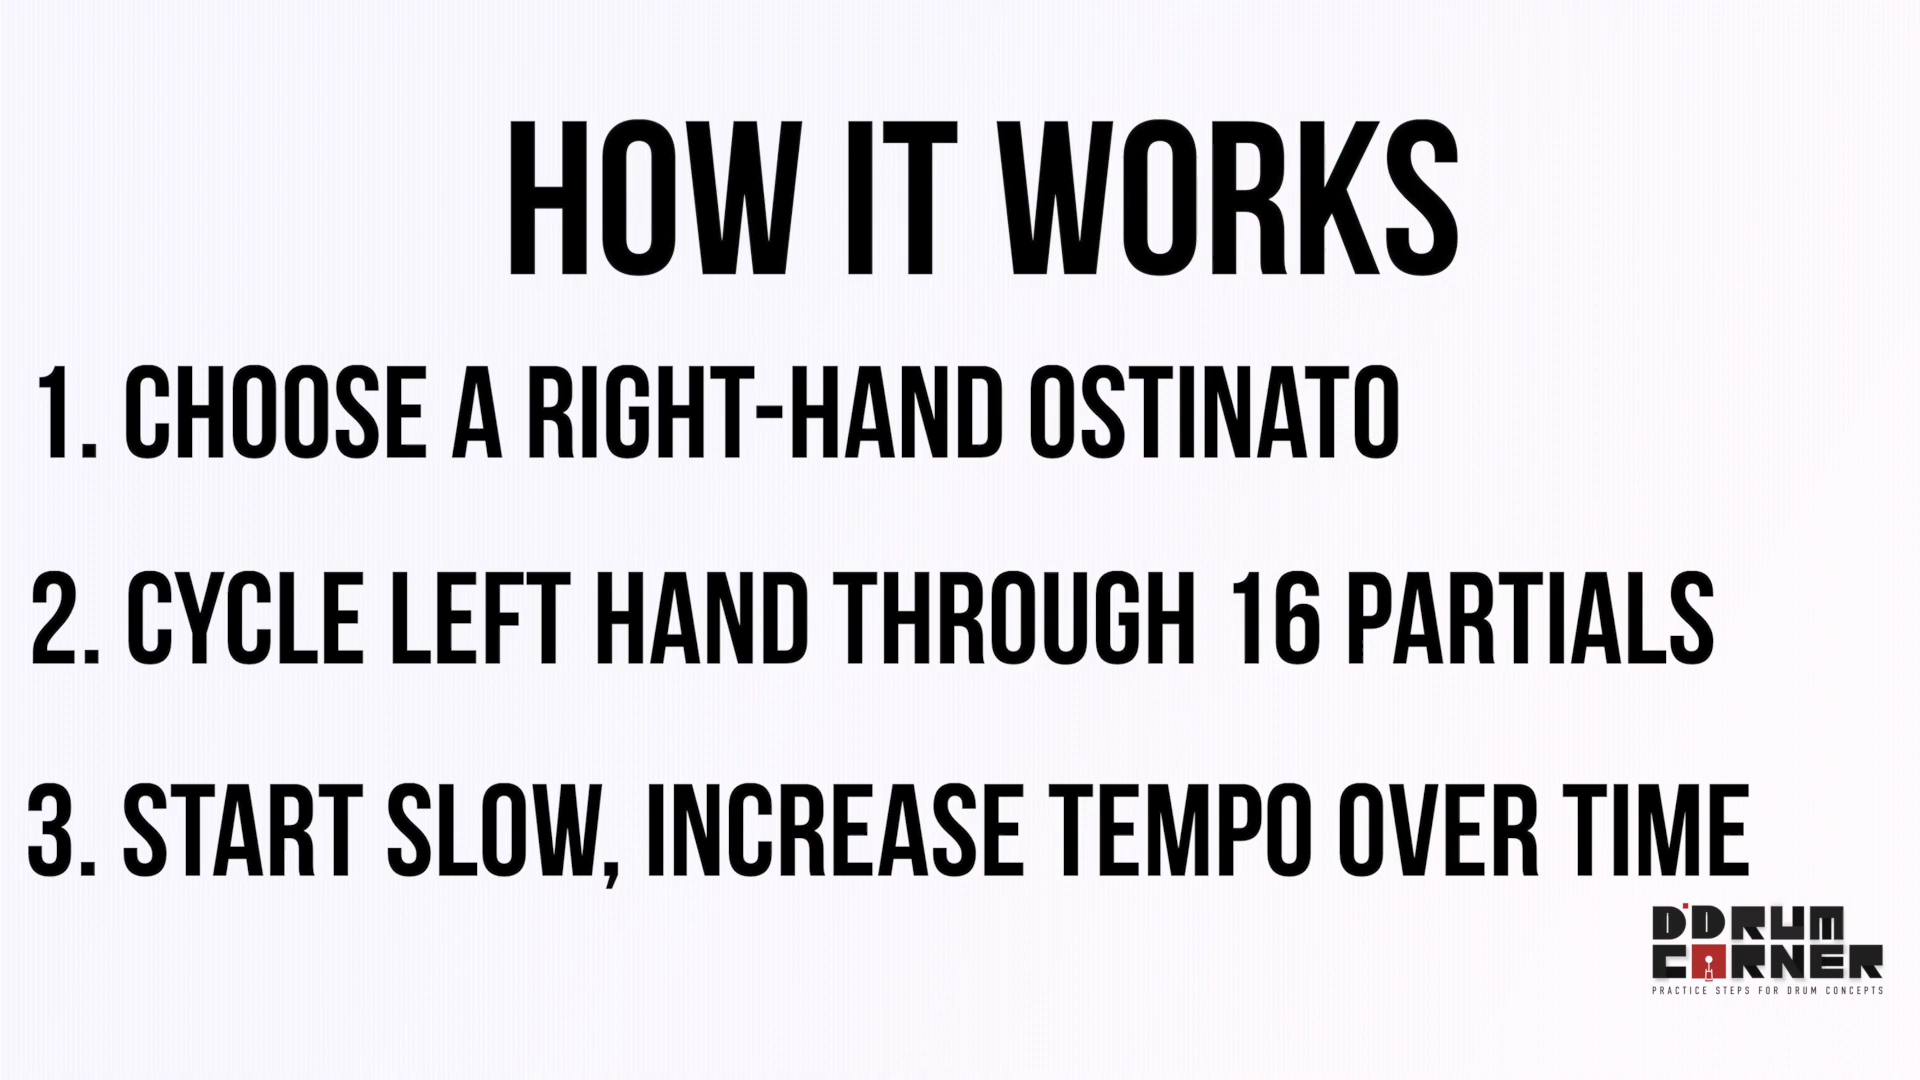 HOW IT WORKS
1. CHOOSE A RIGHT-HAND OSTINATO
2. CYCLE LEFT HAND THROUGH 16 PARTIALS
3. START SLOW, INCREASE TEMPO OVER TIME
D'DRUM
CORNER
PRACTICE STEPS FOR DRUM CONCEPTS